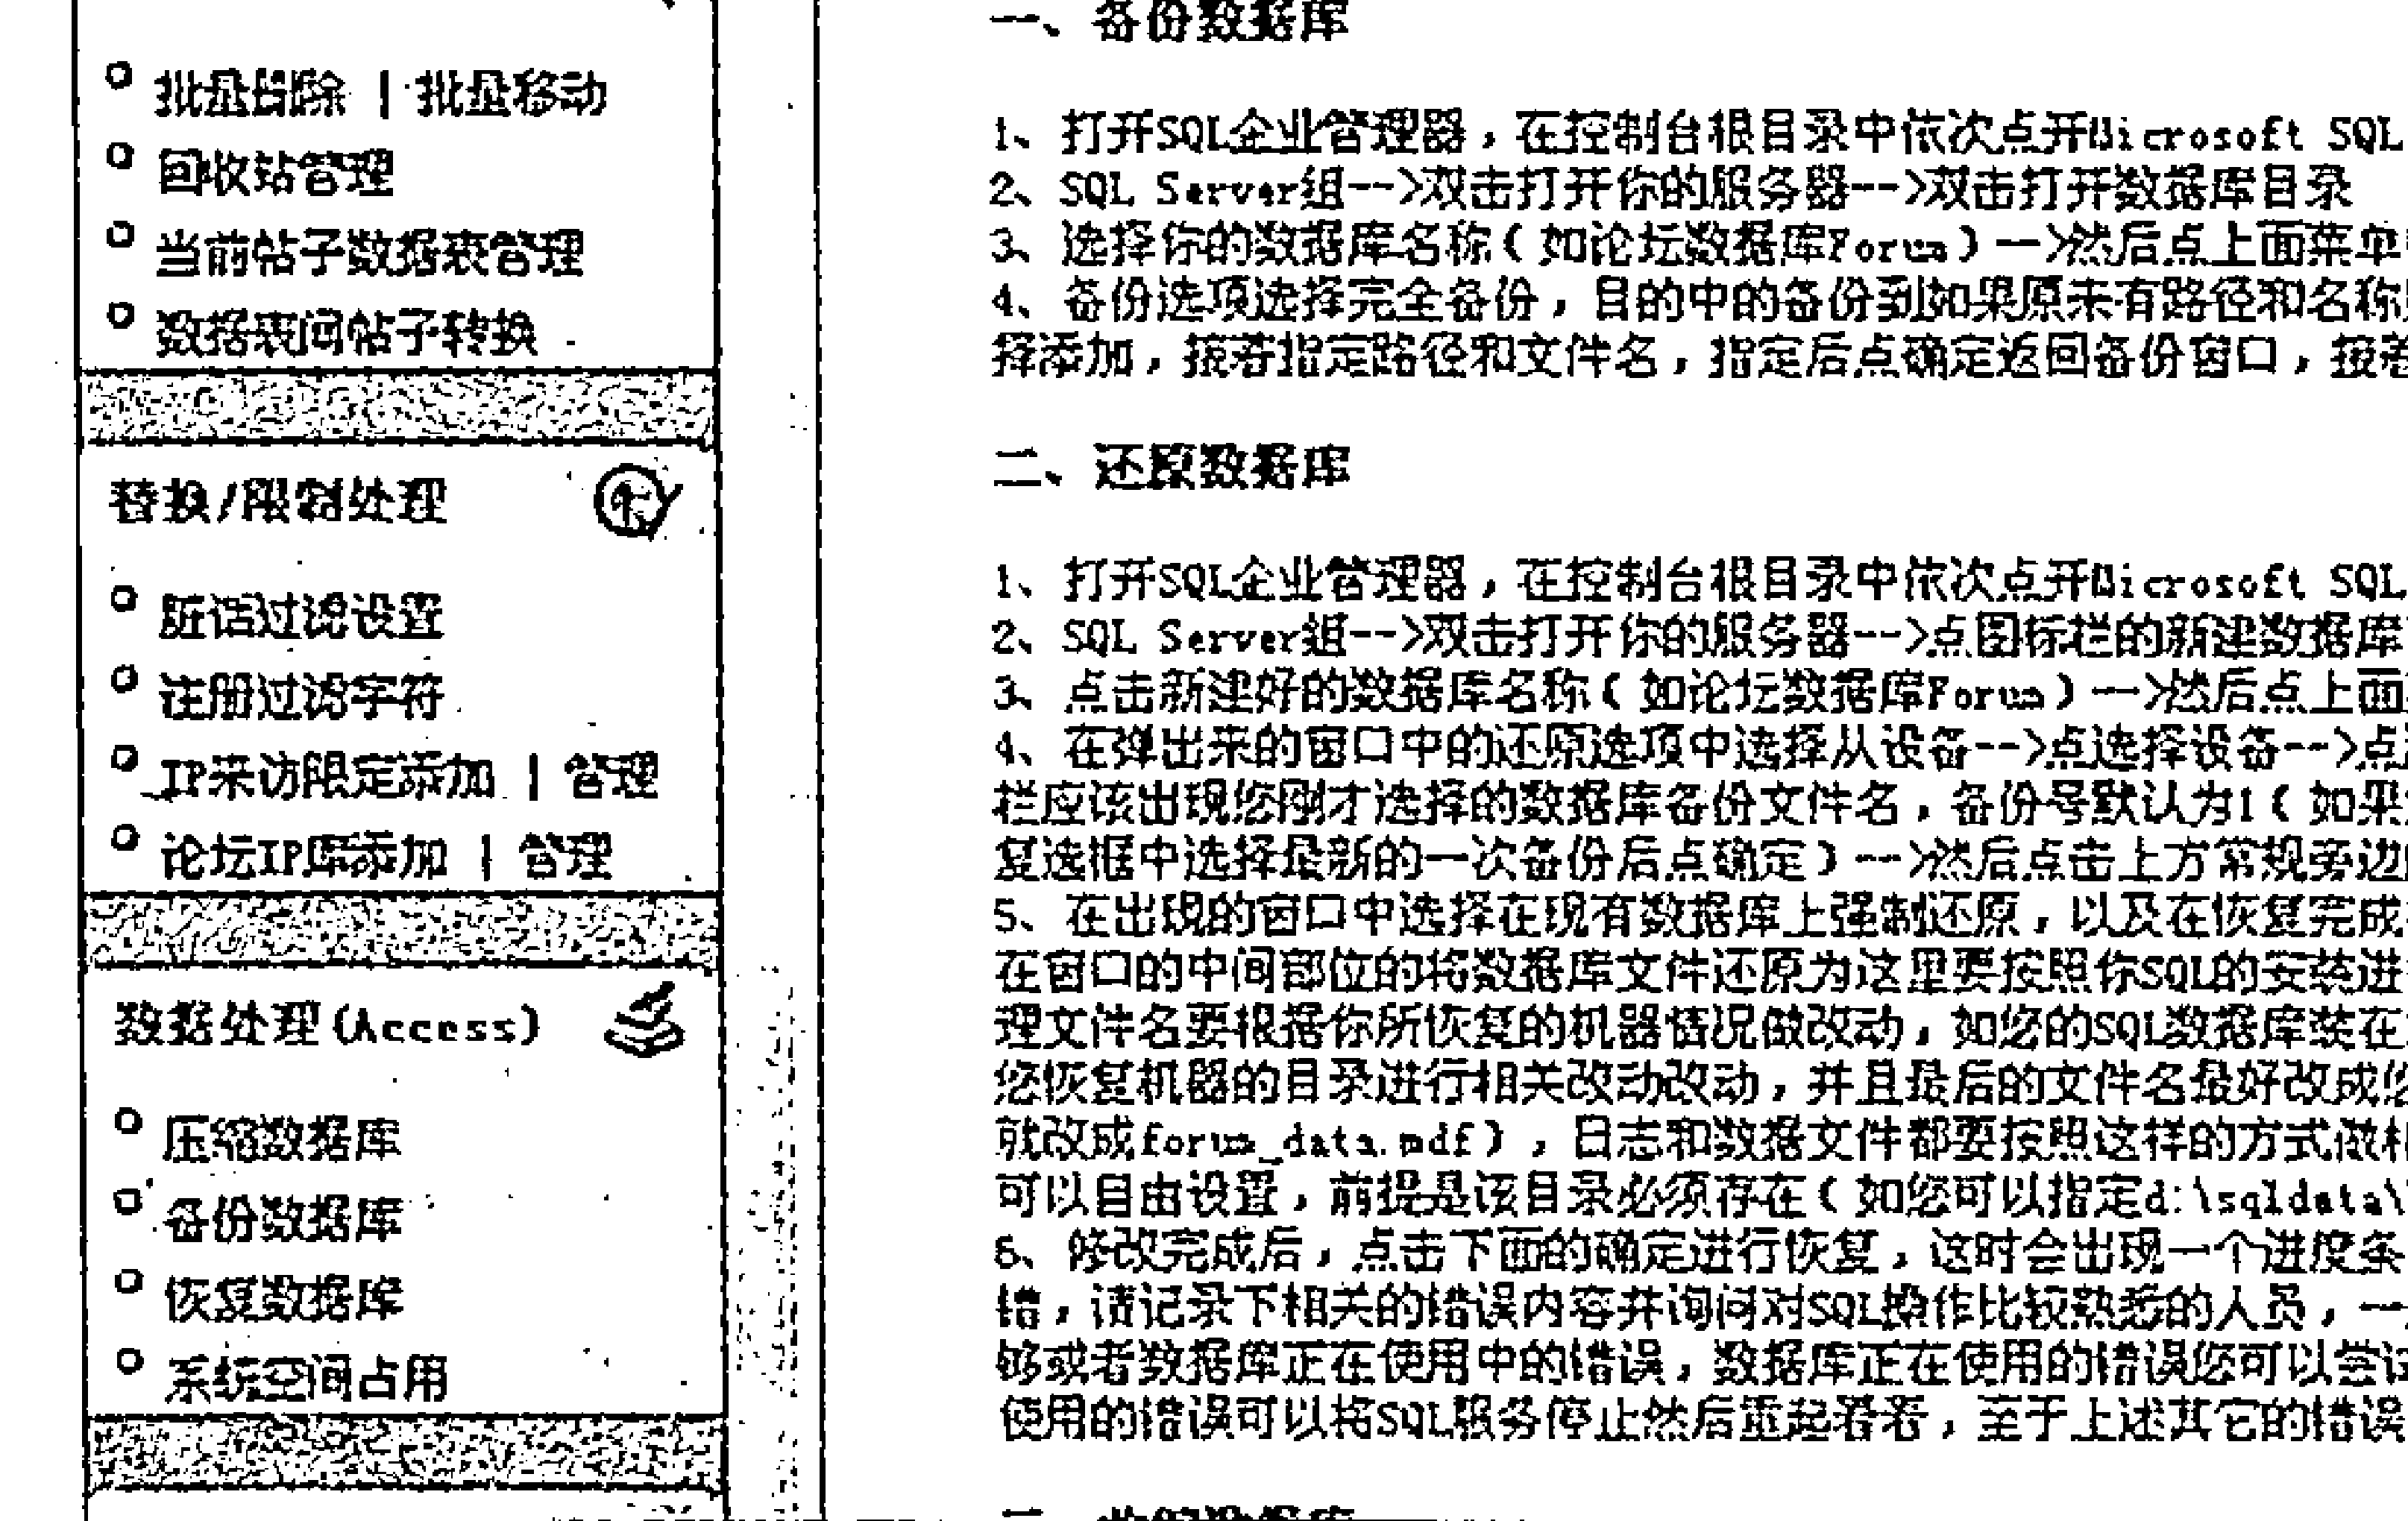 批量删除 | 批量移动
回收站管理
当前帖子数据表管理
数据表间帖子转换
替换/限制处理
脏话过滤设置
注册过滤字符
IP来访限定添加 | 管理
论坛IP库添加 | 管理
数据处理(Access)
压缩数据库
备份数据库
恢复数据库
系统空间占用
一、备份数据库
1、打开SQL企业管理器，在控制台根目录中依次点开Microsoft SQL
2、SQL Server组-->双击打开你的服务器-->双击打开数据库目录
3、选择你的数据库名称（如论坛数据库Forum）-->然后点上面菜单
4、备份选项选择完全备份，目的中的备份到如果原来有路径和名称
择添加，接着指定路径和文件名，指定后点确定返回备份窗口，接着
二、还原数据库
1、打开SQL企业管理器，在控制台根目录中依次点开Microsoft SQL
2、SQL Server组-->双击打开你的服务器-->点图标栏的新建数据库
3、点击新建好的数据库名称（如论坛数据库Forum）-->然后点上面
4、在弹出来的窗口中的还原选项中选择从设备-->点选择设备-->点
栏应该出现您刚才选择的数据库备份文件名，备份号默认为1（如果
复选框中选择最新的一次备份后点确定）-->然后点击上方常规旁边
5、在出现的窗口中选择在现有数据库上强制还原，以及在恢复完成
在窗口的中间部位的将数据库文件还原为这里要按照你SQL的安装进
理文件名要根据你所恢复的机器情况做改动，如您的SQL数据库装在
您恢复机器的目录进行相关改动改动，并且最后的文件名最好改成您
就改成forum_data.mdf），日志和数据文件都要按照这样的方式做相
可以自由设置，前提是该目录必须存在（如您可以指定d:\sqldata\
6、修改完成后，点击下面的确定进行恢复，这时会出现一个进度条
错，请记录下相关的错误内容并询问对SQL操作比较熟悉的人员，一
够或者数据库正在使用中的错误，数据库正在使用的错误您可以尝试
使用的错误可以将SQL服务停止然后重起看看，至于上述其它的错误